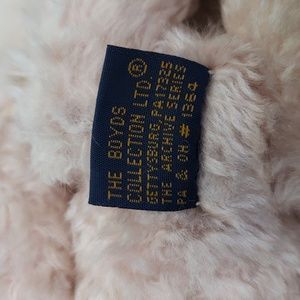 THE BOYDS
COLLECTION LTD.®
GETTYSBURG, PA 17325
THE ARCHIVE SERIES
PA & OH # 1364